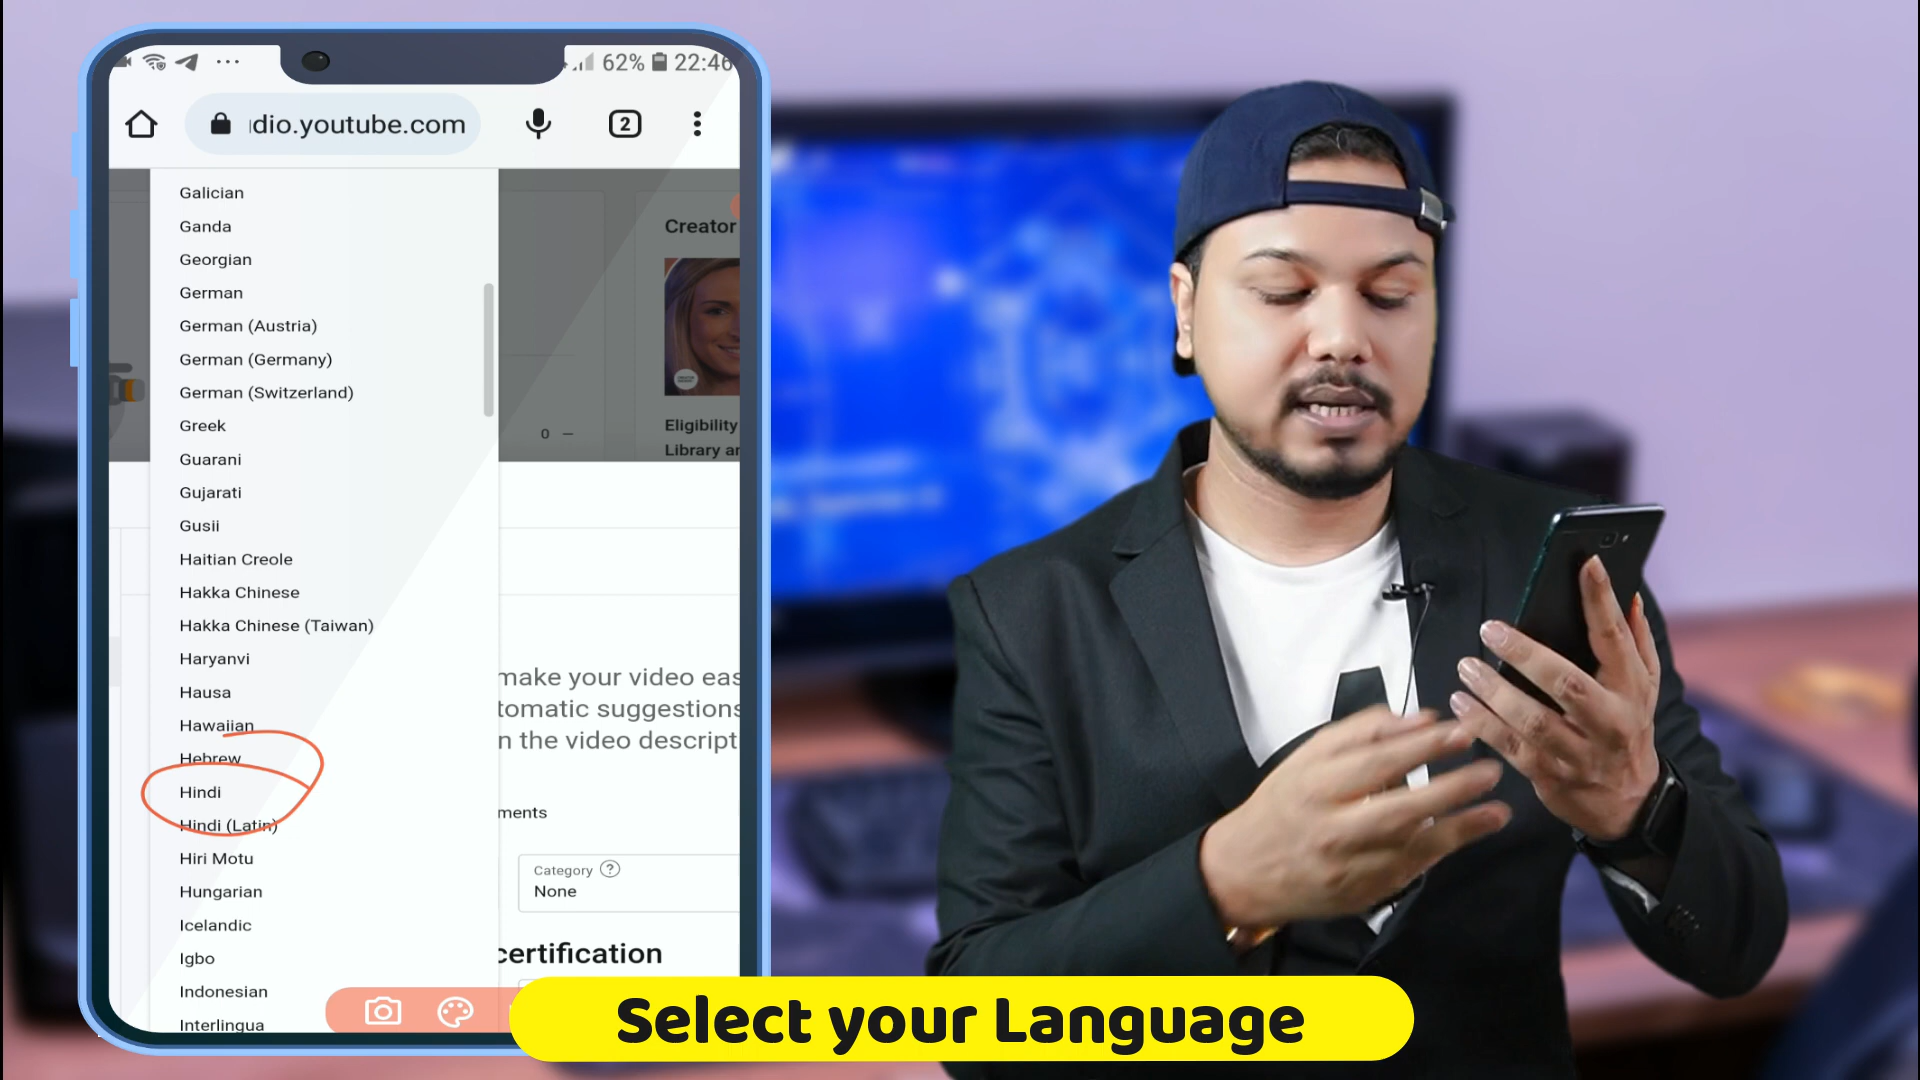 62% 22:46
dio.youtube.com
2
Galician
Ganda
Georgian
German
German (Austria)
German (Germany)
German (Switzerland)
Greek
Guarani
Gujarati
Gusii
Haitian Creole
Hakka Chinese
Hakka Chinese (Taiwan)
Haryanvi
Hausa
Hawaiian
Hebrew
Hindi
Hindi (Latin)
Hiri Motu
Hungarian
Icelandic
Igbo
Indonesian
Interlingua
Creator
0 —
Eligibility
Library ar
make your video eas
tomatic suggestions
n the video descript
ments
Category ?
None
certification
Select your Language